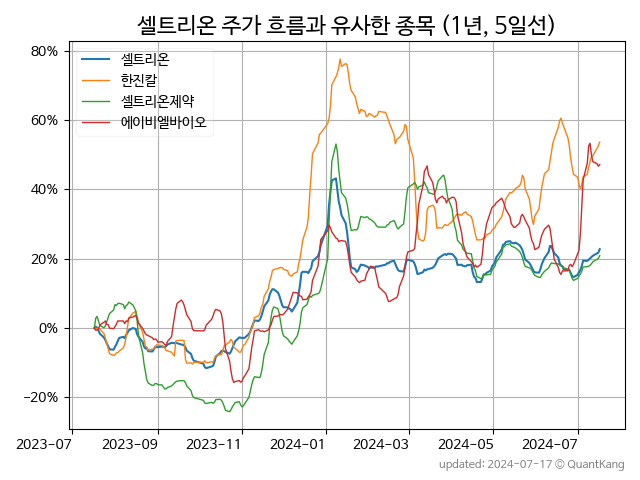 셀트리온 주가 흐름과 유사한 종목 (1년, 5일선)
80%
60%
40%
20%
0%
−20%
셀트리온
한진칼
셀트리온제약
에이비엘바이오
2023-07 2023-09 2023-11 2024-01 2024-03 2024-05 2024-07
updated: 2024-07-17 © QuantKang